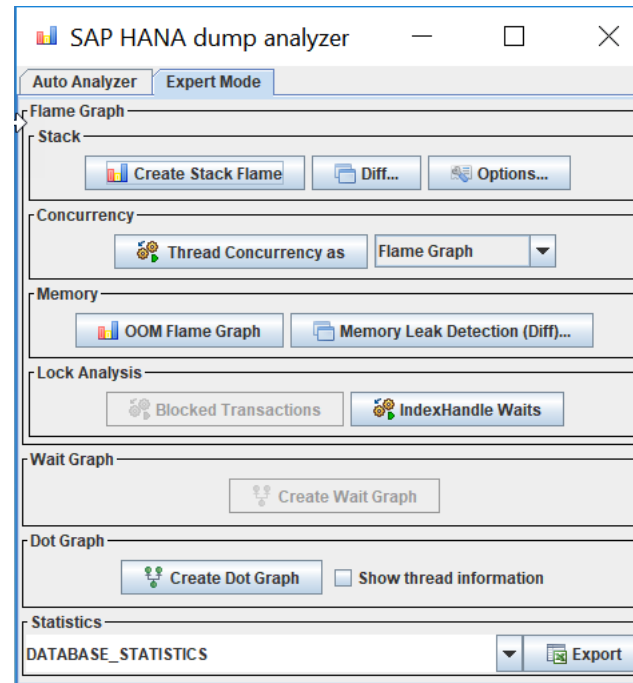 SAP HANA dump analyzer
Auto Analyzer Expert Mode
Flame Graph
Stack
Create Stack Flame Diff... Options...
Concurrency
Thread Concurrency as Flame Graph
Memory
OOM Flame Graph Memory Leak Detection (Diff)...
Lock Analysis
Blocked Transactions IndexHandle Waits
Wait Graph
Create Wait Graph
Dot Graph
Create Dot Graph Show thread information
Statistics
DATABASE_STATISTICS Export